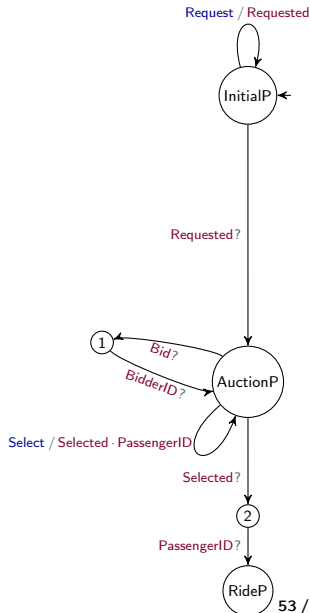 Request / Requested
InitialP
Requested?
1
Bid?
BidderID?
AuctionP
Select / Selected · PassengerID
Selected?
2
PassengerID?
RideP
53 /